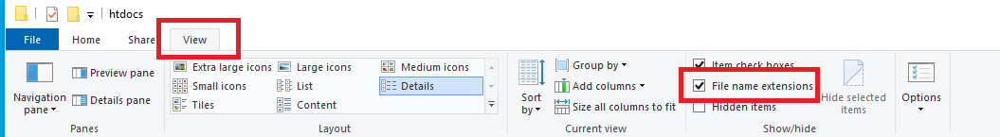 htdocs
File Home Share View
Navigation pane
Preview pane
Details pane
Panes
Extra large icons Large icons Medium icons
Small icons List Details
Tiles Content
Layout
Sort by
Group by
Add columns
Size all columns to fit
Current view
Item check boxes
File name extensions
Hidden items
Hide selected items
Show/hide
Options